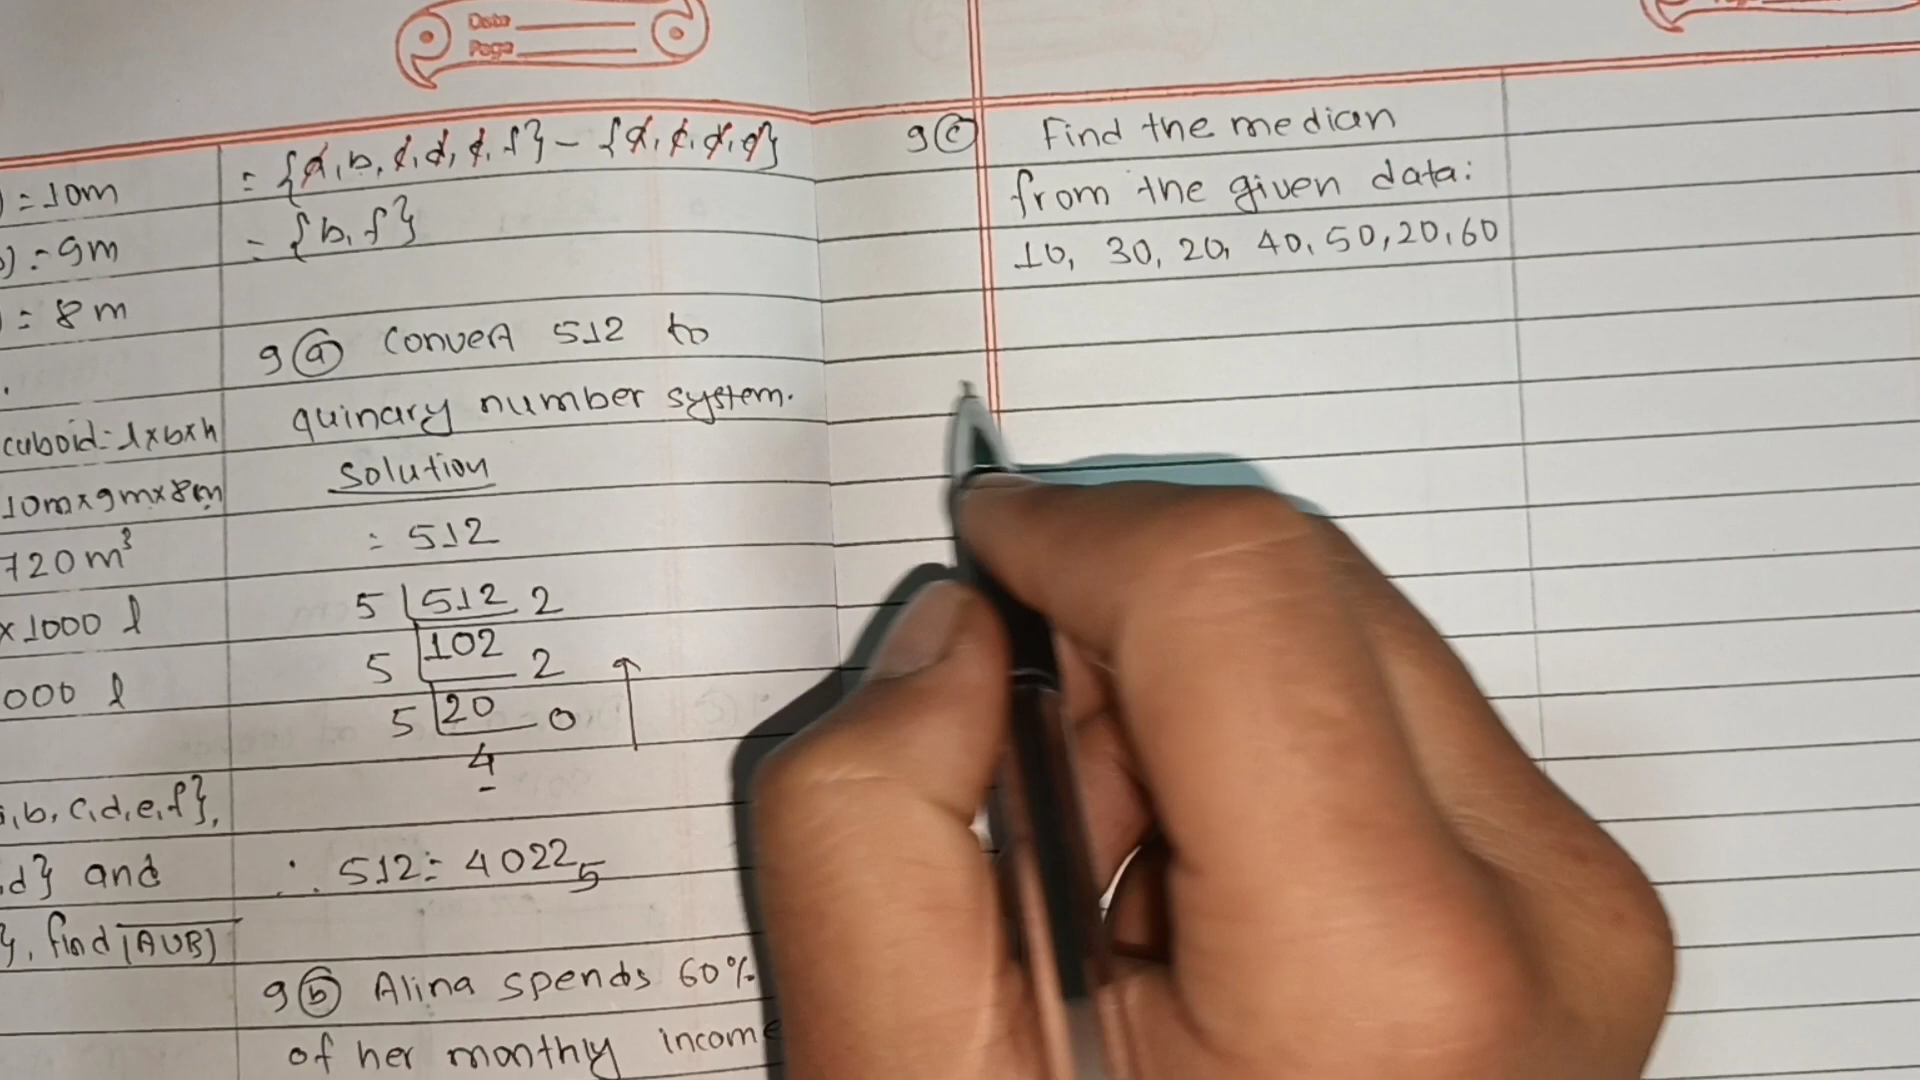 Date
Page
) = 10m
) = 9m
= 8 m
cuboid = l×b×h
10m×9m×8m
720m³
× 1000 l
000 l
,b, c,d,e,f},
,d} and
}, find (A∪B)
= {a, b, c, d, e, f} - {a, c, d, e}
= {b, f}
9 (a) Convert 512 to
quinary number system.
Solution
= 512
5 512 2
5 102 2
5 20 0
4
∴ 512 = 4022₅
9 (b) Alina spends 60%
of her monthly income
9 (c) Find the median
from the given data:
10, 30, 20, 40, 50, 20, 60